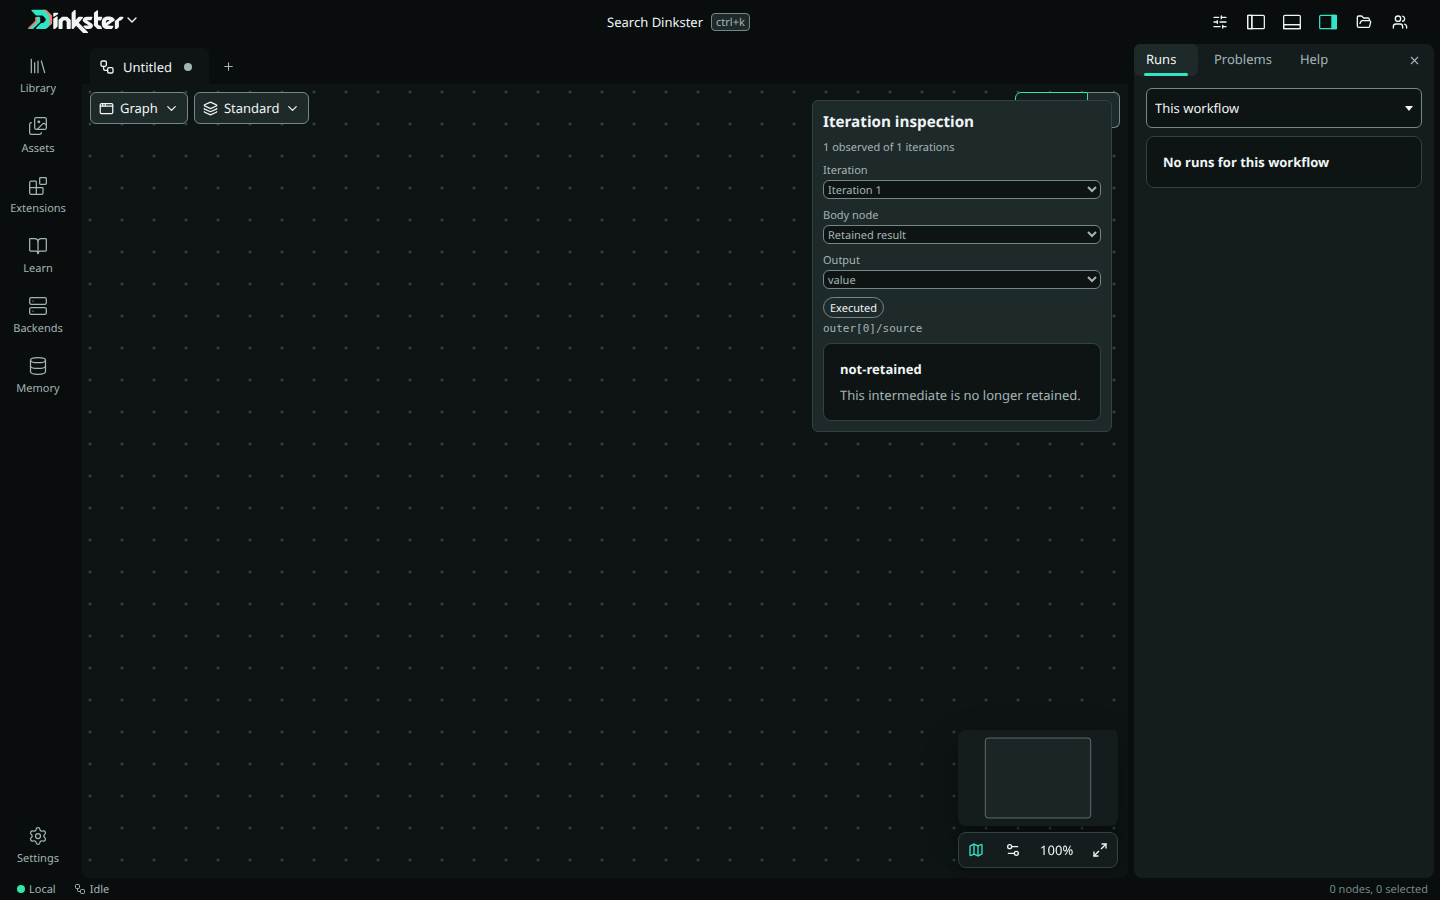 Dinkster
Search Dinkster ctrl+k
Library
Assets
Extensions
Learn
Backends
Memory
Settings
Untitled
Graph
Standard
Iteration inspection
1 observed of 1 iterations
Iteration
Iteration 1
Body node
Retained result
Output
value
Executed
outer[0]/source
not-retained
This intermediate is no longer retained.
100%
Runs Problems Help
This workflow
No runs for this workflow
Local Idle
0 nodes, 0 selected